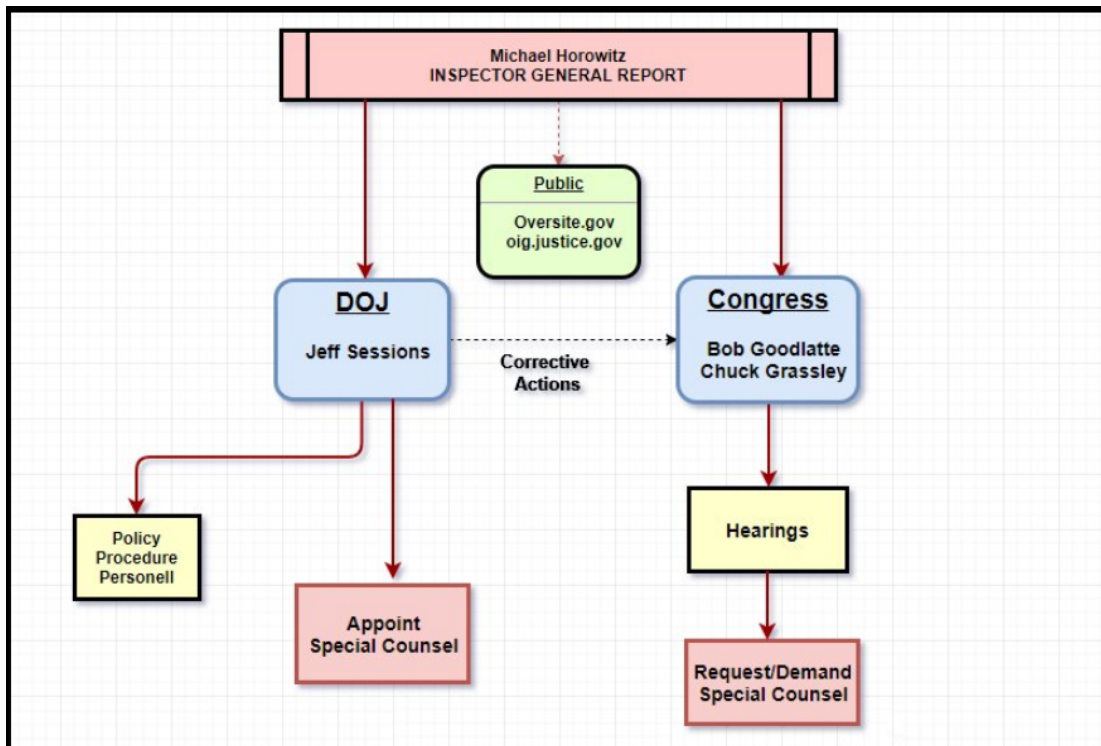 Michael Horowitz
INSPECTOR GENERAL REPORT
Public
Oversite.gov
oig.justice.gov
DOJ
Jeff Sessions
Corrective
Actions
Congress
Bob Goodlatte
Chuck Grassley
Policy
Procedure
Personell
Appoint
Special Counsel
Hearings
Request/Demand
Special Counsel